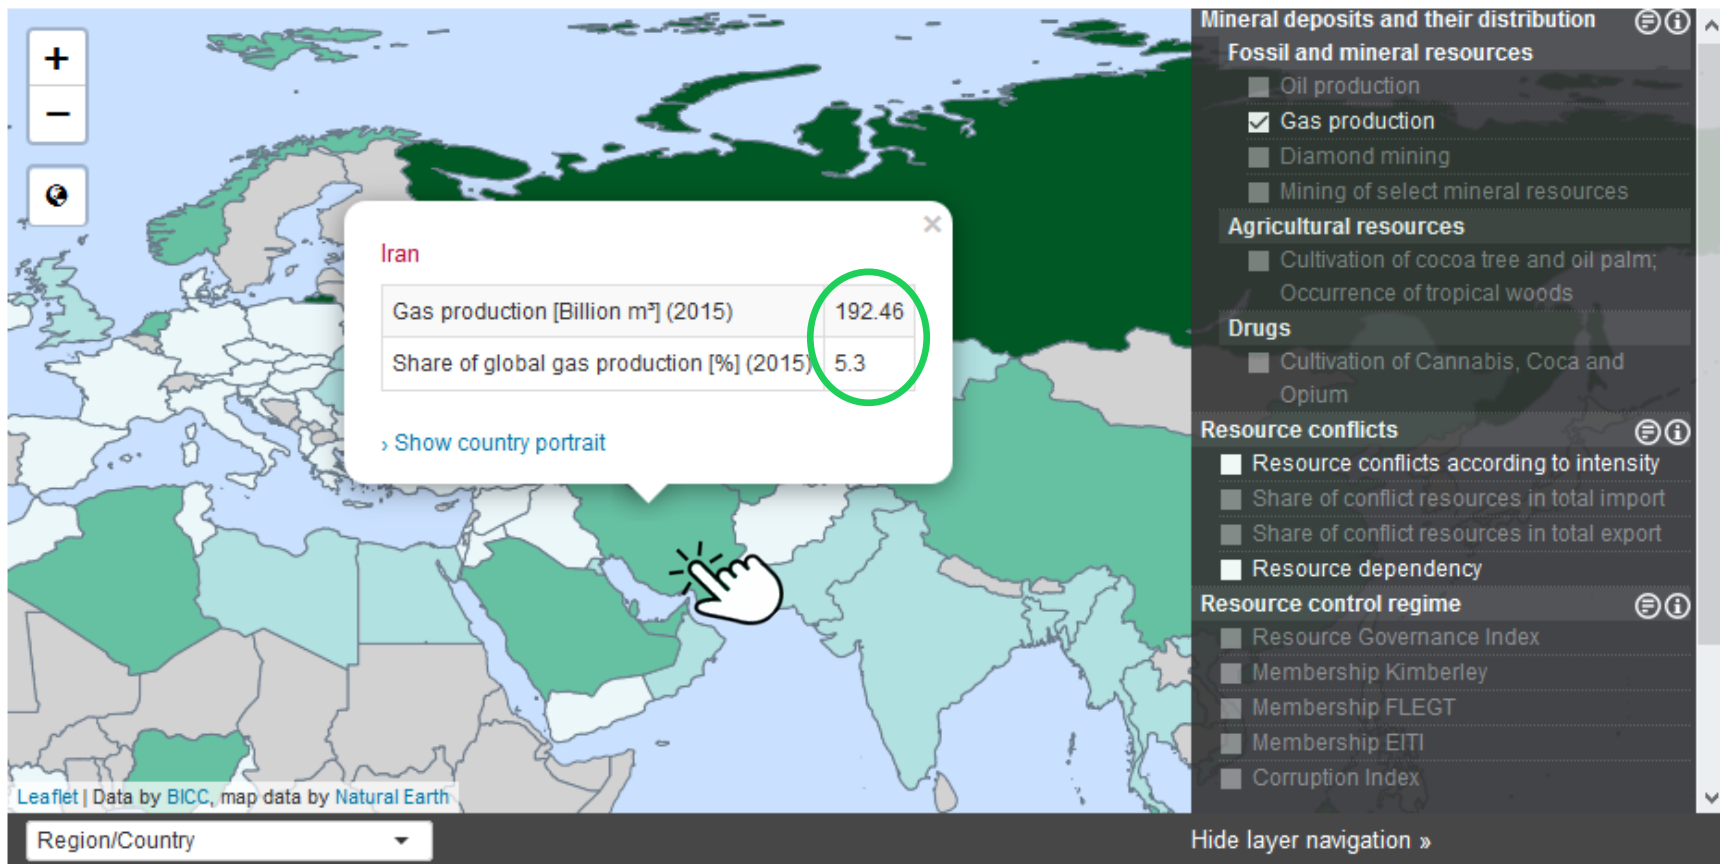 +
−
Iran
×
Gas production [Billion m³] (2015) 192.46
Share of global gas production [%] (2015) 5.3
› Show country portrait
Leaflet | Data by BICC, map data by Natural Earth
Region/Country
Mineral deposits and their distribution
Fossil and mineral resources
Oil production
Gas production
Diamond mining
Mining of select mineral resources
Agricultural resources
Cultivation of cocoa tree and oil palm;
Occurrence of tropical woods
Drugs
Cultivation of Cannabis, Coca and
Opium
Resource conflicts
Resource conflicts according to intensity
Share of conflict resources in total import
Share of conflict resources in total export
Resource dependency
Resource control regime
Resource Governance Index
Membership Kimberley
Membership FLEGT
Membership EITI
Corruption Index
Hide layer navigation »